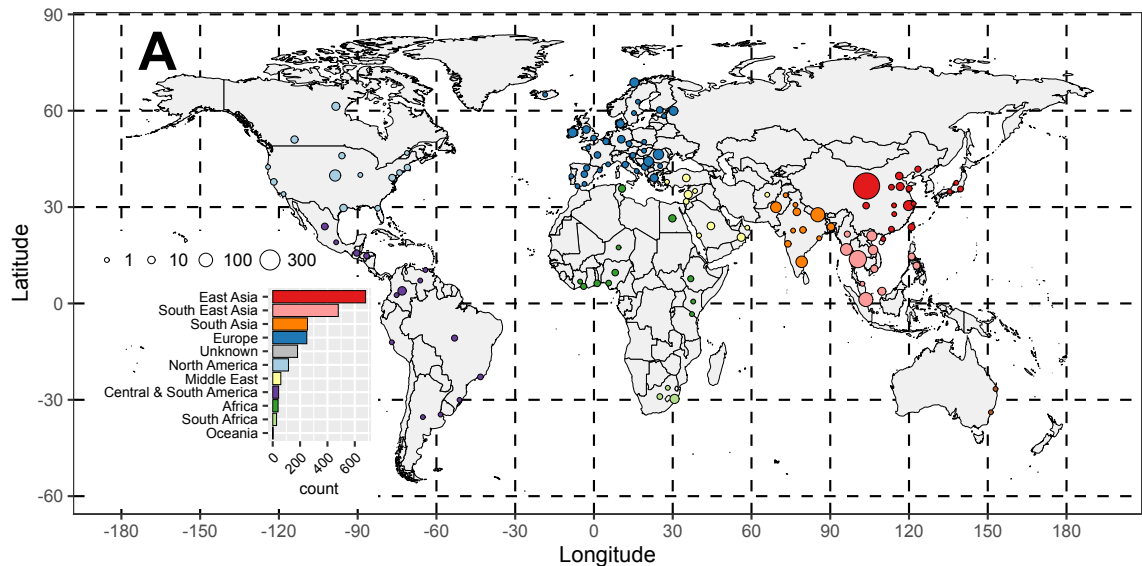 A
90
60
30
0
-30
-60
Latitude
1 10 100 300
East Asia
South East Asia
South Asia
Europe
Unknown
North America
Middle East
Central & South America
Africa
South Africa
Oceania
0 200 400 600
count
-180 -150 -120 -90 -60 -30 0 30 60 90 120 150 180
Longitude